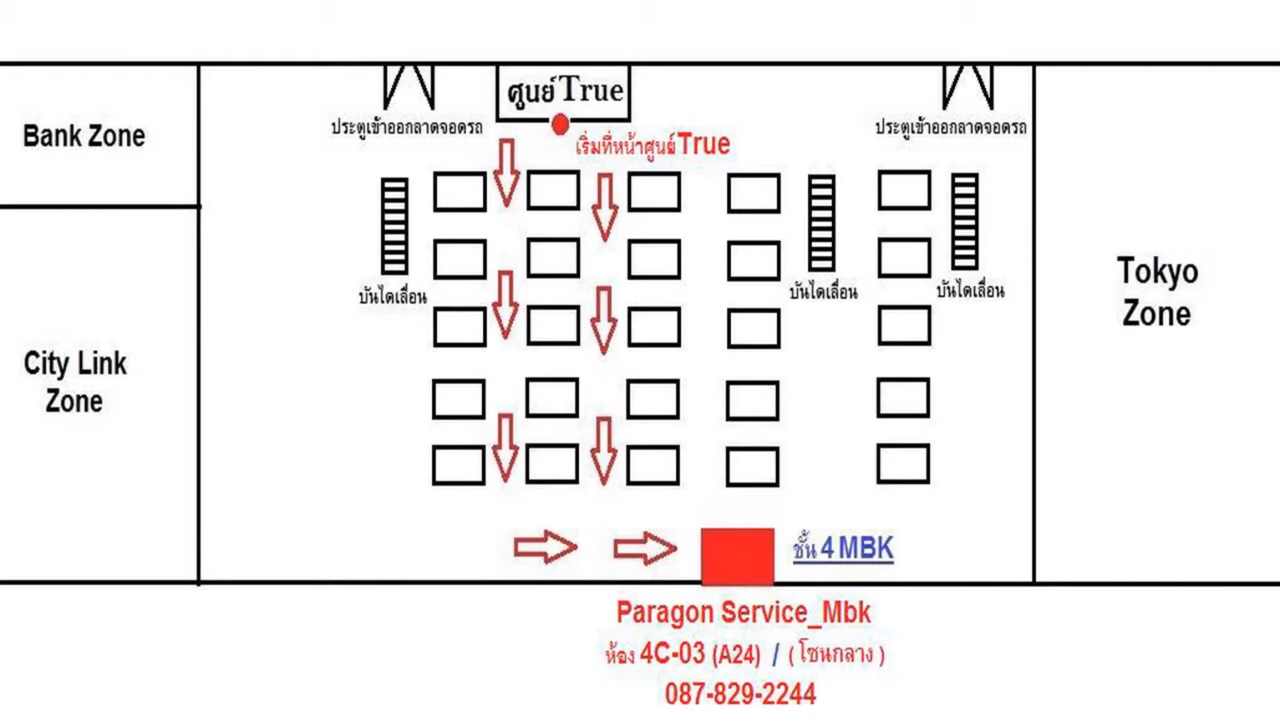 Bank Zone
ศูนย์True
ประตูเข้าออกลาดจอดรถ
เริ่มที่หน้าศูนย์True
ประตูเข้าออกลาดจอดรถ
บันไดเลื่อน
บันไดเลื่อน
บันไดเลื่อน
City Link
Zone
Tokyo
Zone
ชั้น 4 MBK
Paragon Service_Mbk
ห้อง 4C-03 (A24) / ( โซนกลาง )
087-829-2244